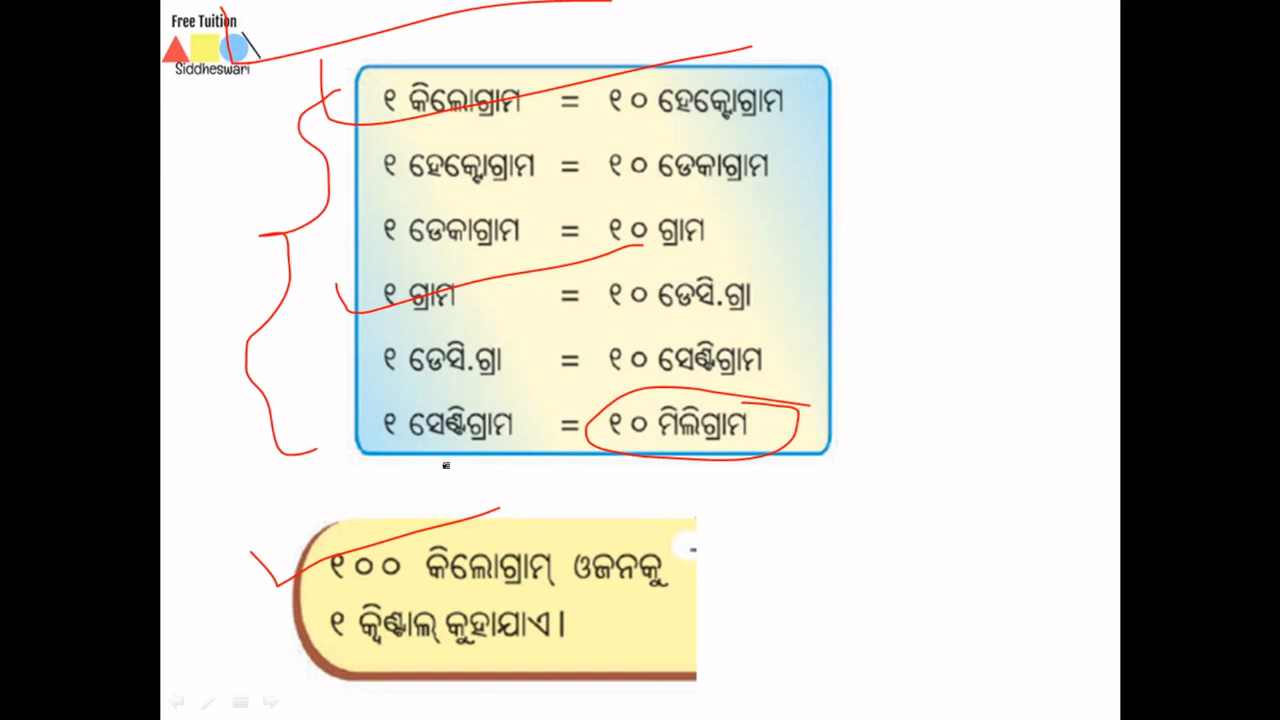 Free Tuition
Siddheswari
୧ କିଲୋଗ୍ରାମ = ୧୦ ହେକ୍ଟୋଗ୍ରାମ
୧ ହେକ୍ଟୋଗ୍ରାମ = ୧୦ ଡେକାଗ୍ରାମ
୧ ଡେକାଗ୍ରାମ = ୧୦ ଗ୍ରାମ
୧ ଗ୍ରାମ = ୧୦ ଡେସି.ଗ୍ରା
୧ ଡେସି.ଗ୍ରା = ୧୦ ସେଣ୍ଟିଗ୍ରାମ
୧ ସେଣ୍ଟିଗ୍ରାମ = ୧୦ ମିଲିଗ୍ରାମ
୧୦୦ କିଲୋଗ୍ରାମ୍ ଓଜନକୁ
୧ କ୍ୱିଣ୍ଟାଲ୍ କୁହାଯାଏ।